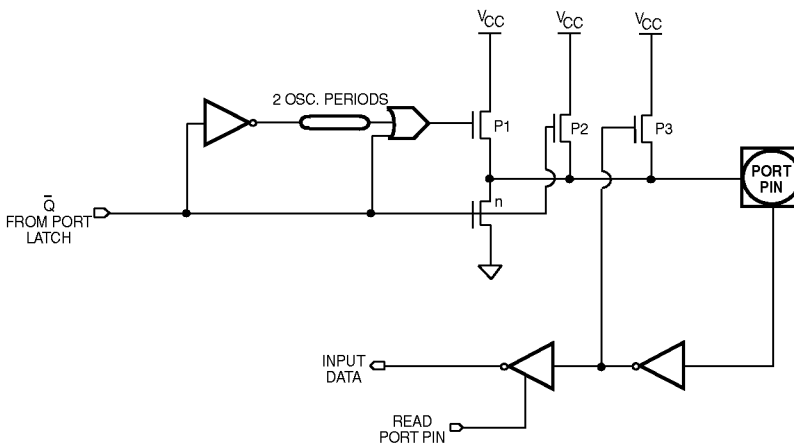 VCC
VCC
VCC
2 OSC. PERIODS
P1
P2
P3
PORT
PIN
Q̅
FROM PORT
LATCH
n
INPUT
DATA
READ
PORT PIN